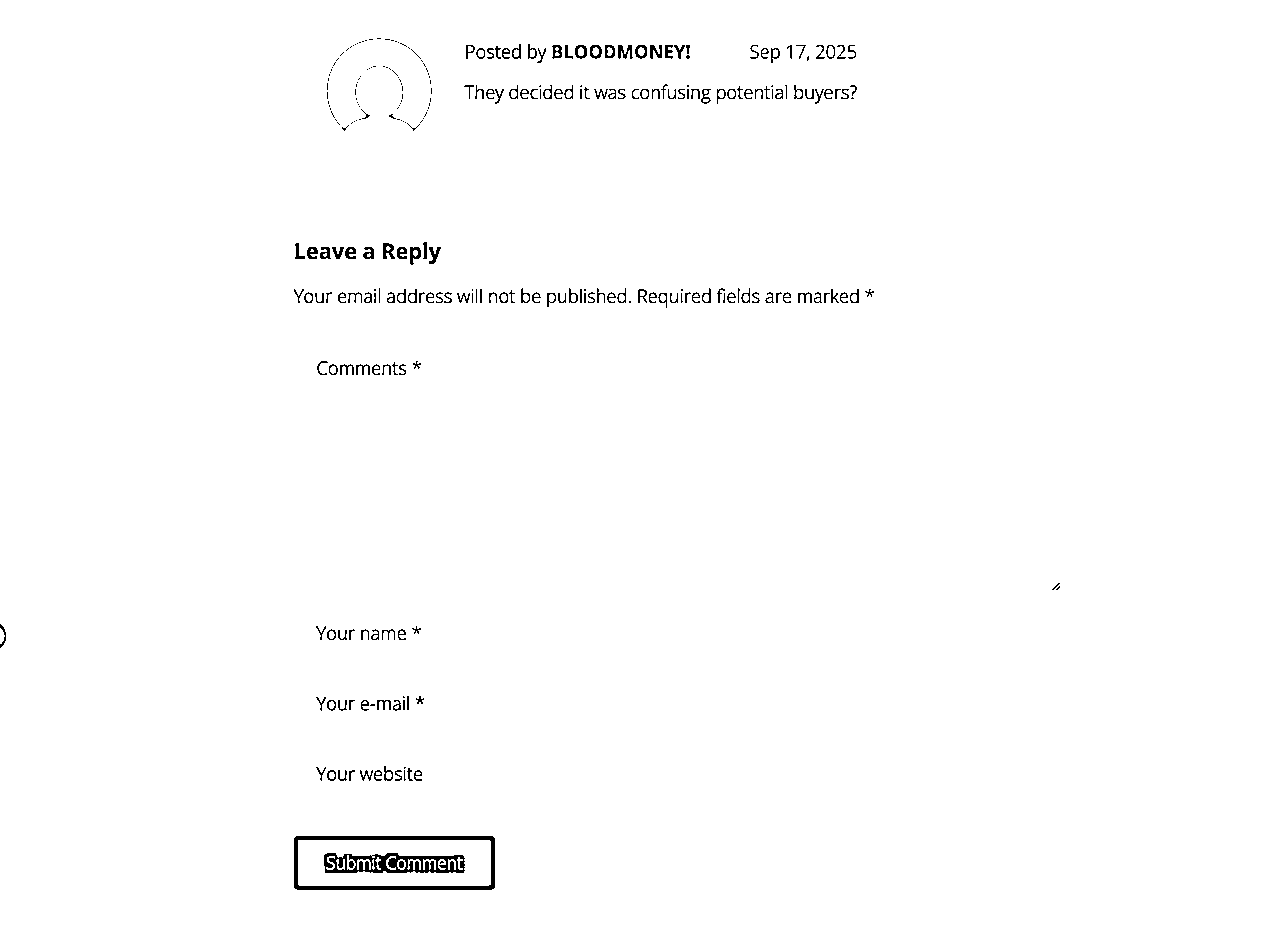 Posted by BLOODMONEY! Sep 17, 2025
They decided it was confusing potential buyers?
Leave a Reply
Your email address will not be published. Required fields are marked *
Comments *
Your name *
Your e-mail *
Your website
Submit Comment